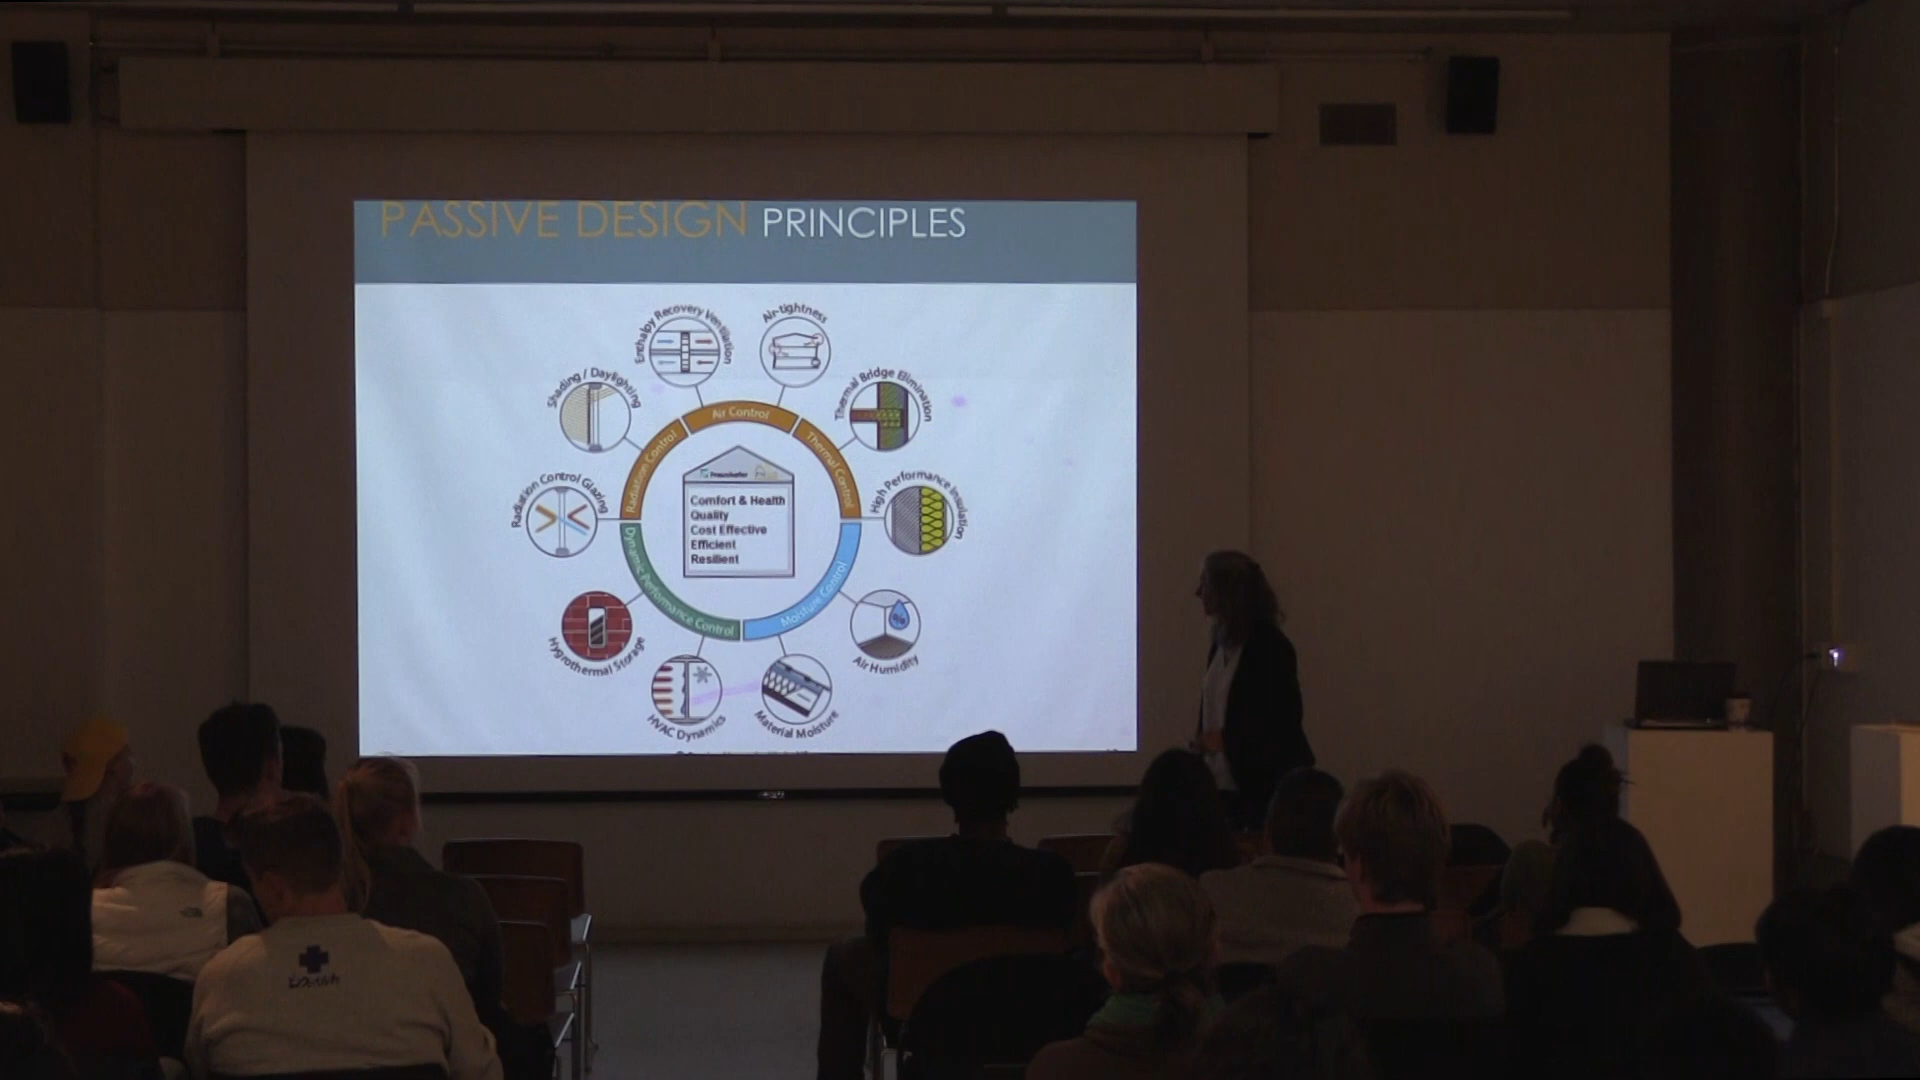 PASSIVE DESIGN PRINCIPLES
Enthalpy Recovery Ventilation
Air-tightness
Shading / Daylighting
Thermal Bridge Elimination
Air Control
Radiation Control
Thermal Control
Radiation Control Glazing
High Performance Insulation
Fraunhofer
Comfort & Health
Quality
Cost Effective
Efficient
Resilient
Dynamic Performance Control
Moisture Control
Hygrothermal Storage
Air Humidity
HVAC Dynamics
Material Moisture